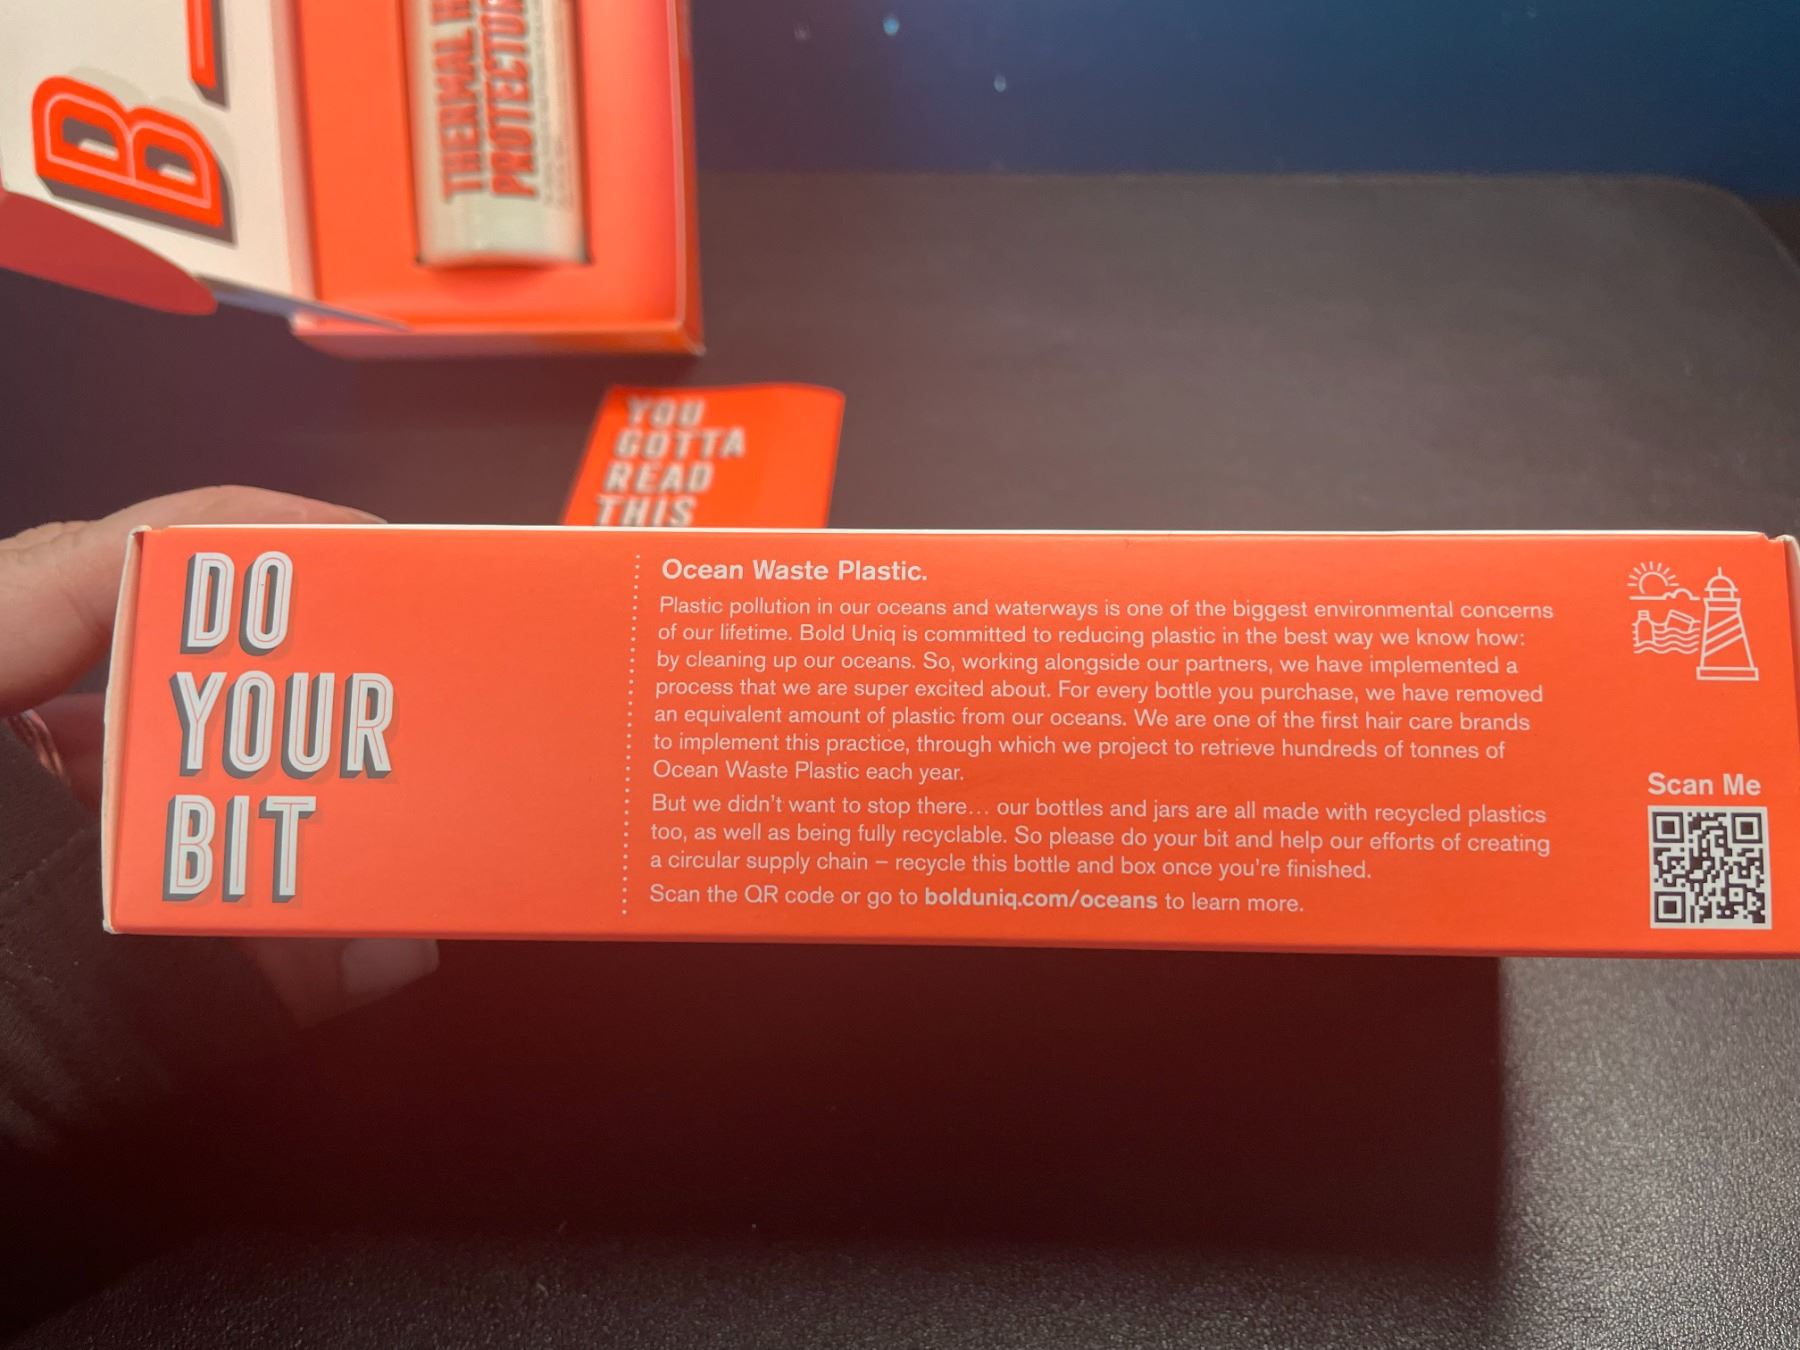 B
THERMAL
YOU
GOTTA
READ
THIS
DO
YOUR
BIT
Ocean Waste Plastic.
Plastic pollution in our oceans and waterways is one of the biggest environmental concerns
of our lifetime. Bold Uniq is committed to reducing plastic in the best way we know how:
by cleaning up our oceans. So, working alongside our partners, we have implemented a
process that we are super excited about. For every bottle you purchase, we have removed
an equivalent amount of plastic from our oceans. We are one of the first hair care brands
to implement this practice, through which we project to retrieve hundreds of tonnes of
Ocean Waste Plastic each year.
But we didn't want to stop there... our bottles and jars are all made with recycled plastics
too, as well as being fully recyclable. So please do your bit and help our efforts of creating
a circular supply chain – recycle this bottle and box once you're finished.
Scan the QR code or go to bolduniq.com/oceans to learn more.
Scan Me